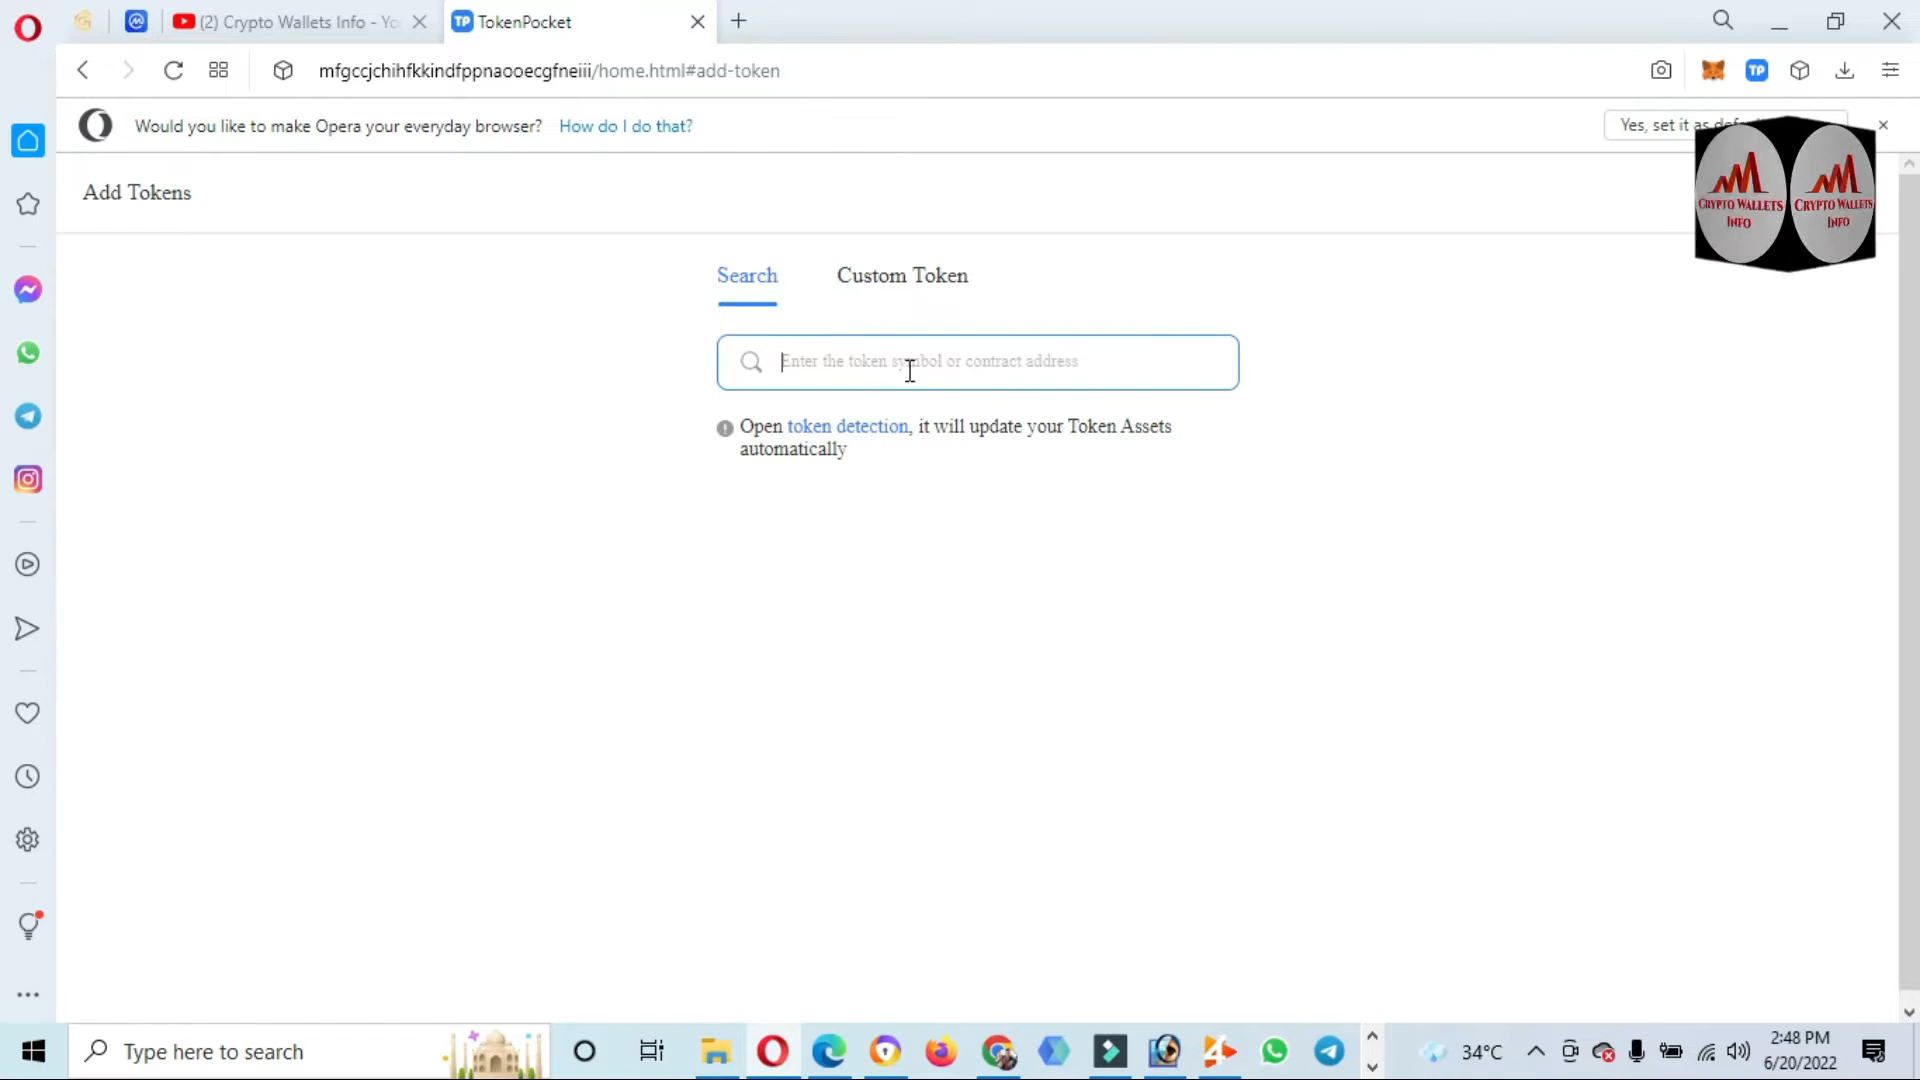 (2) Crypto Wallets Info - Yo
TP TokenPocket
mfgccjchihfkkindfppnaooecgfneiii/home.html#add-token
TP
Would you like to make Opera your everyday browser? How do I do that?
Yes, set it as
Add Tokens
CRYPTO WALLETS INFO
CRYPTO WALLETS INFO
Search Custom Token
Enter the token symbol or contract address
Open token detection, it will update your Token Assets
automatically
Type here to search
34°C
2:48 PM
6/20/2022